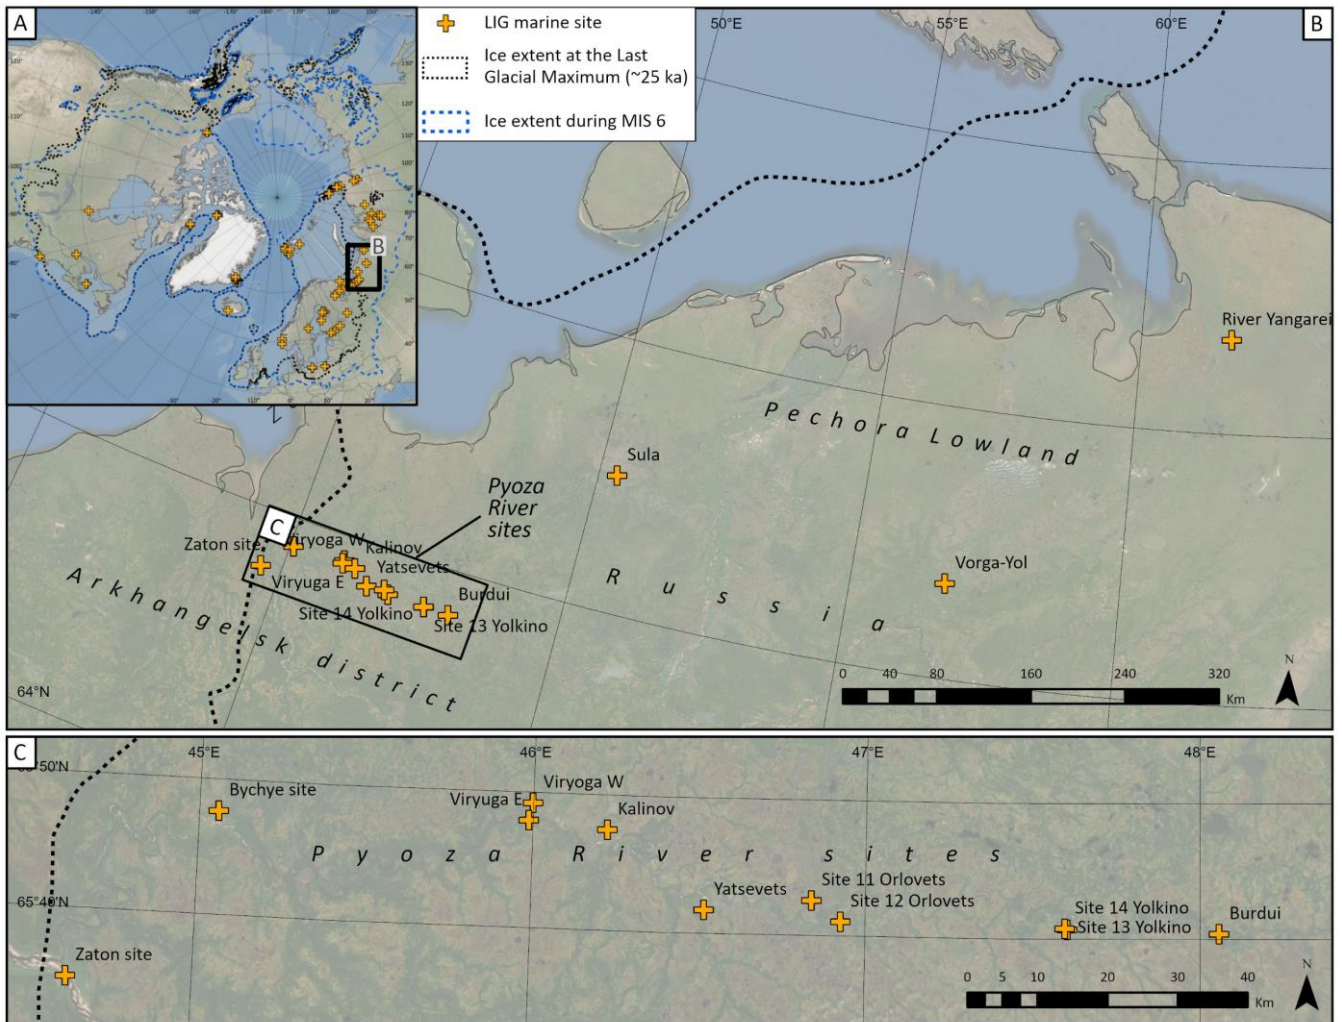 A
LIG marine site
Ice extent at the Last
Glacial Maximum (~25 ka)
Ice extent during MIS 6
B
50°E
55°E
60°E
B
River Yangarei
Pechora Lowland
Sula
Pyoza
River
sites
C
Zaton site
Viryoga W
Kalinov
Yatsevets
Viryuga E
Burdui
Site 14 Yolkino
Site 13 Yolkino
Vorga-Yol
Russia
Arkhangelsk district
64°N
0 40 80 160 240 320
Km
N
C
45°E
46°E
47°E
48°E
65°40'N
Bychye site
Viryoga W
Viryuga E
Kalinov
Pyoza River sites
Yatsevets
Site 11 Orlovets
Site 12 Orlovets
Site 14 Yolkino
Site 13 Yolkino
Burdui
Zaton site
0 5 10 20 30 40
Km
N